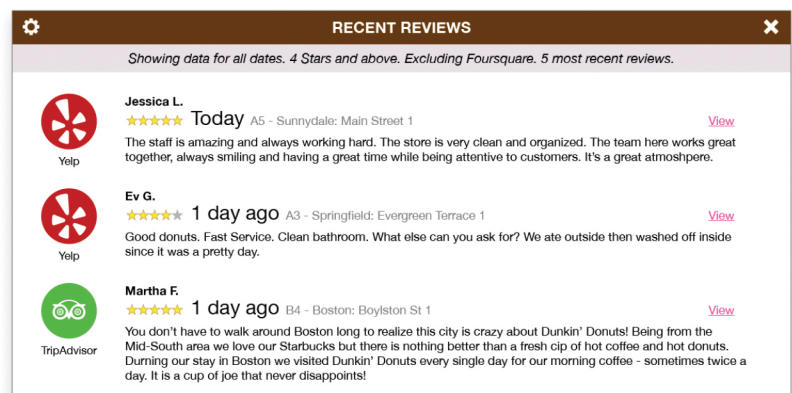 RECENT REVIEWS
Showing data for all dates. 4 Stars and above. Excluding Foursquare. 5 most recent reviews.
Jessica L.
Today A5 - Sunnydale: Main Street 1 View
The staff is amazing and always working hard. The store is very clean and organized. The team here works great
together, always smiling and having a great time while being attentive to customers. It's a great atmoshpere.
Yelp
Ev G.
1 day ago A3 - Springfield: Evergreen Terrace 1 View
Good donuts. Fast Service. Clean bathroom. What else can you ask for? We ate outside then washed off inside
since it was a pretty day.
Yelp
Martha F.
1 day ago B4 - Boston: Boylston St 1 View
You don't have to walk around Boston long to realize this city is crazy about Dunkin' Donuts! Being from the
Mid-South area we love our Starbucks but there is nothing better than a fresh cip of hot coffee and hot donuts.
Durning our stay in Boston we visited Dunkin' Donuts every single day for our morning coffee - sometimes twice a
day. It is a cup of joe that never disappoints!
TripAdvisor